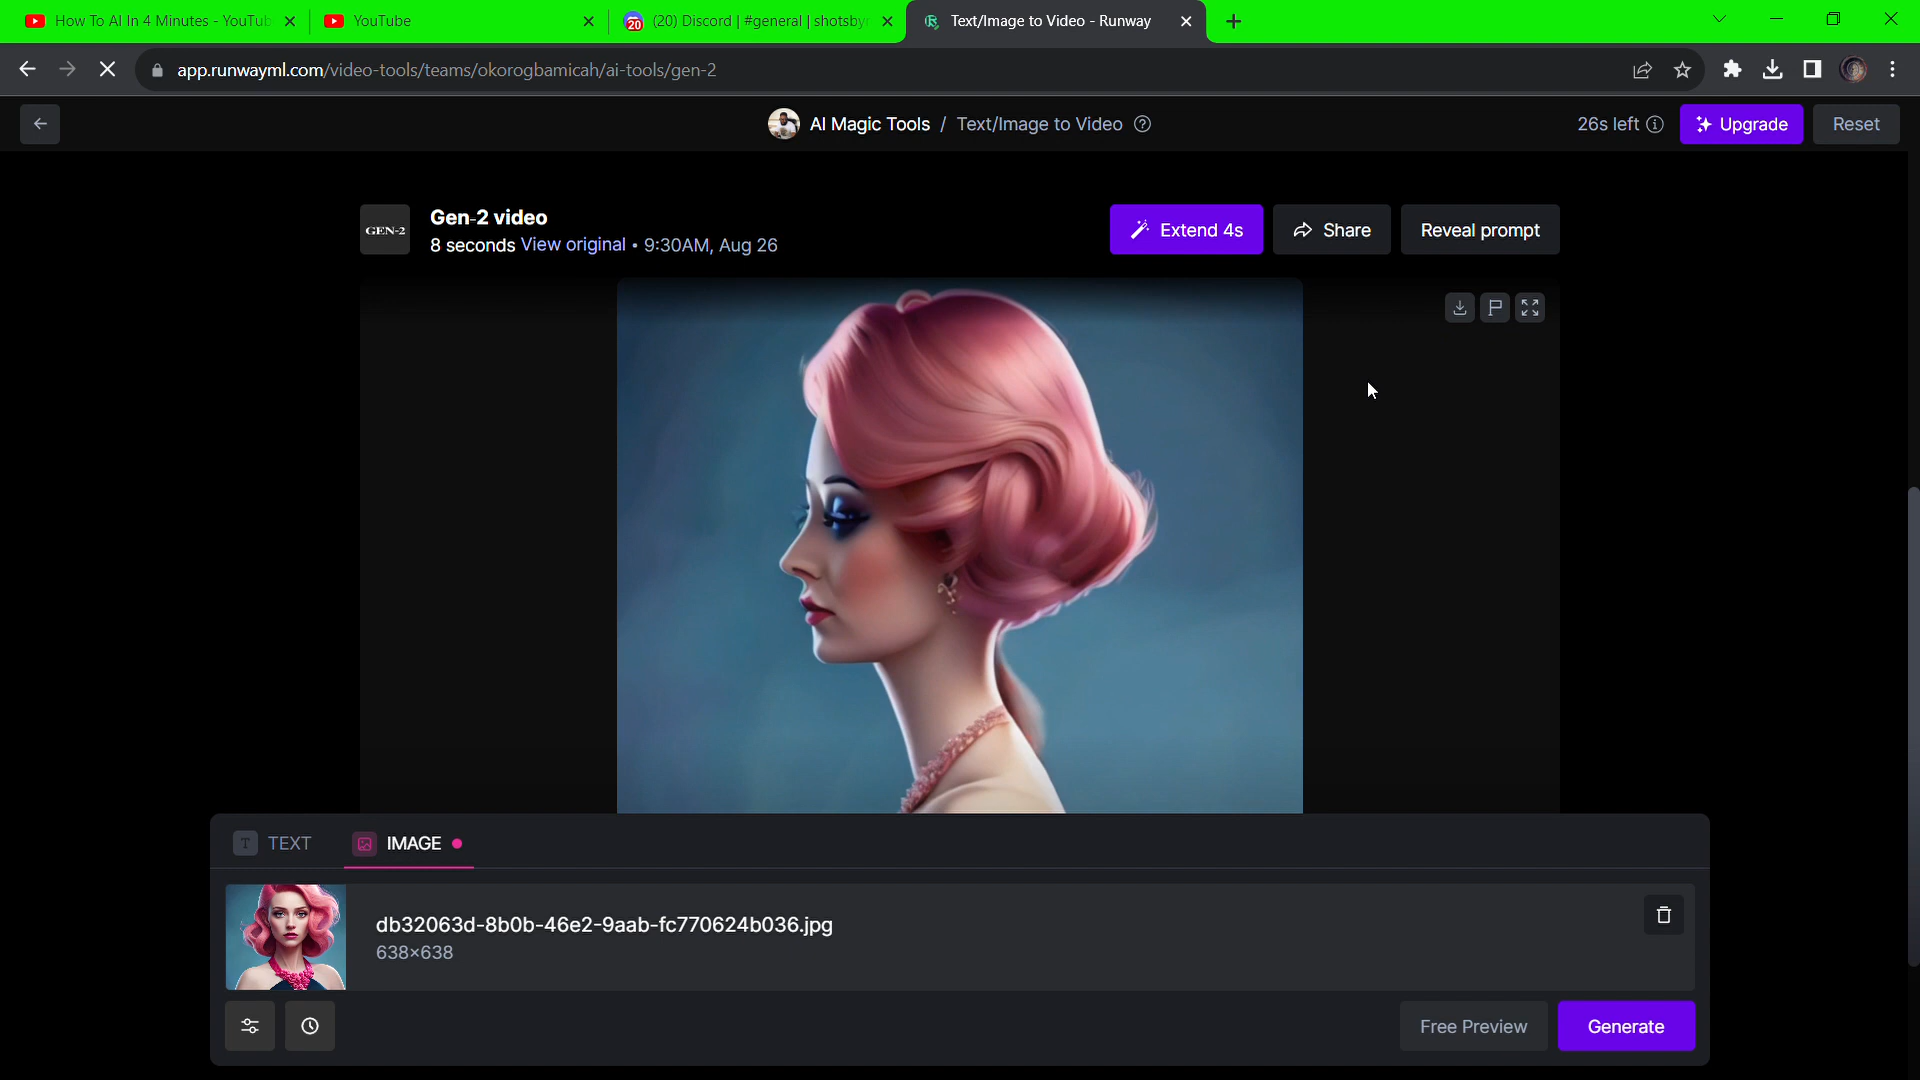 How To AI In 4 Minutes - YouTub
YouTube
20
(20) Discord | #general | shotsbyr
Text/Image to Video - Runway
app.runwayml.com/video-tools/teams/okorogbamicah/ai-tools/gen-2
AI Magic Tools / Text/Image to Video
26s left
Upgrade
Reset
GEN-2
Gen-2 video
8 seconds View original • 9:30AM, Aug 26
Extend 4s
Share
Reveal prompt
T TEXT
IMAGE
db32063d-8b0b-46e2-9aab-fc770624b036.jpg
638×638
Free Preview
Generate